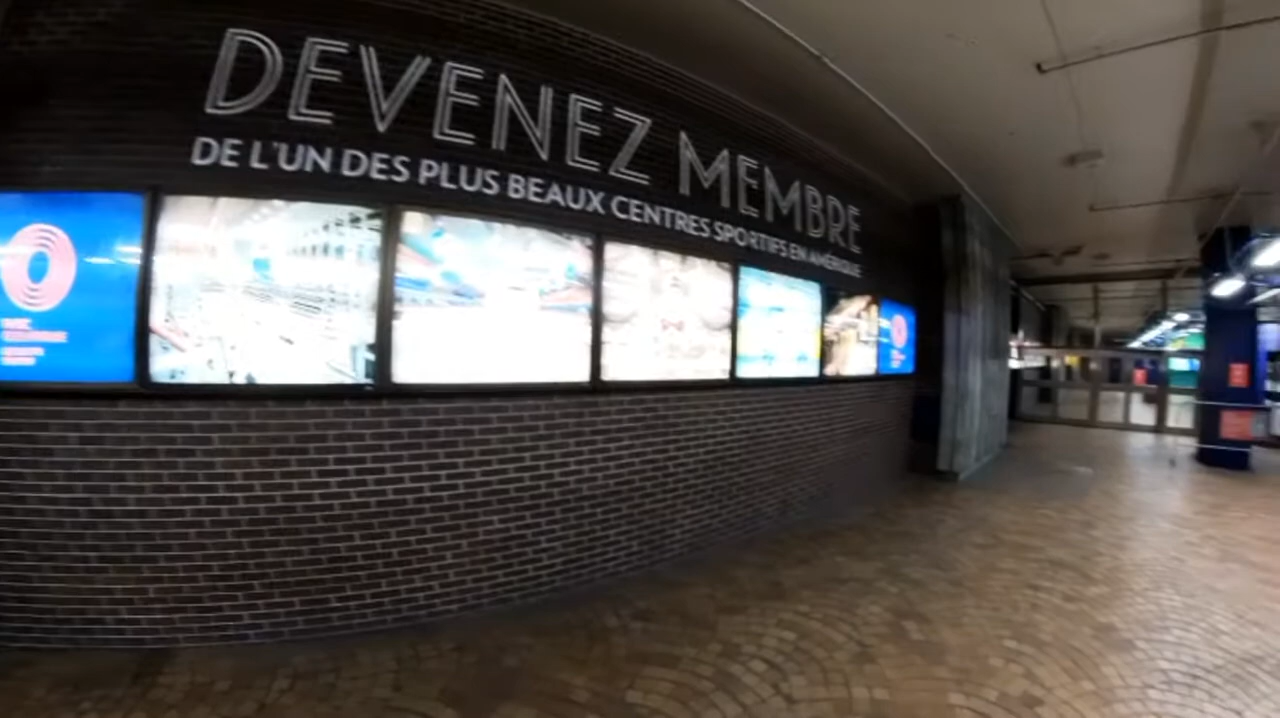 DEVENEZ MEMBRE
DE L'UN DES PLUS BEAUX CENTRES SPORTIFS EN AMÉRIQUE